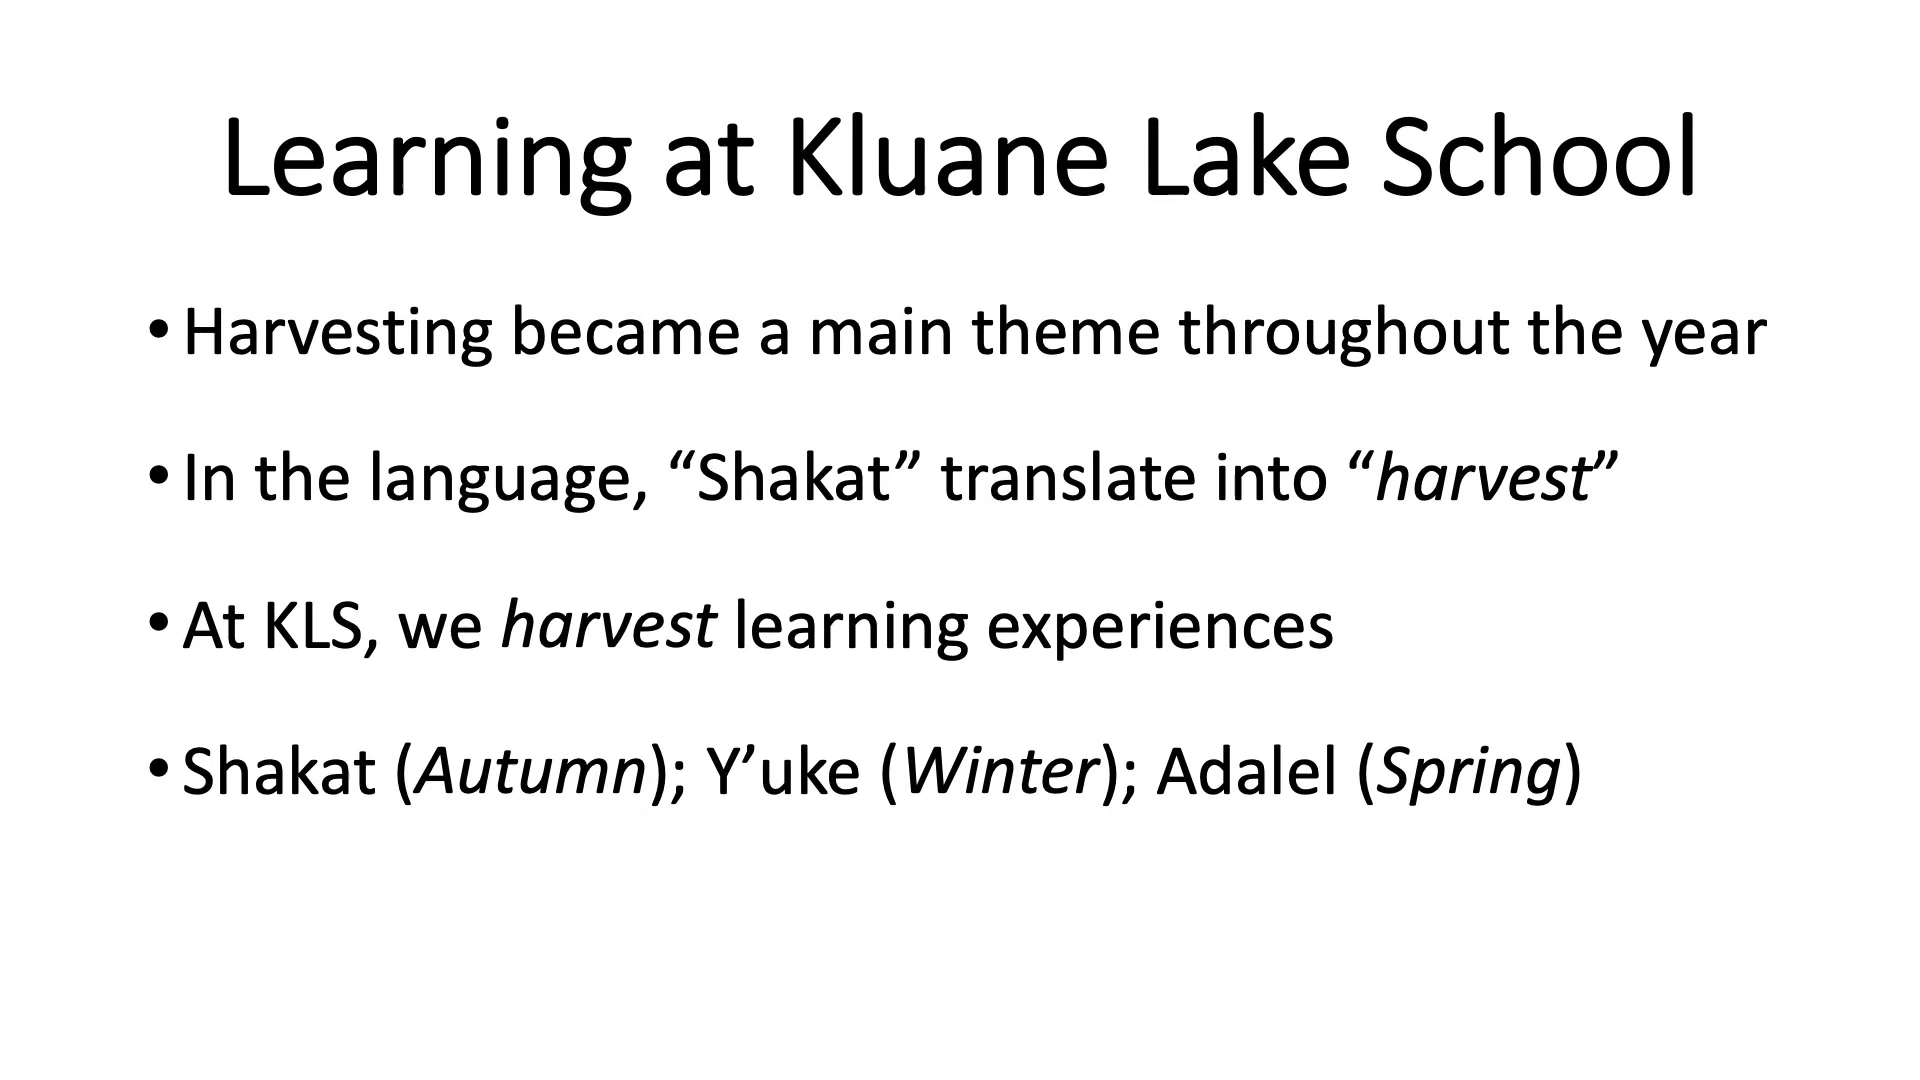 Learning at Kluane Lake School
• Harvesting became a main theme throughout the year
• In the language, “Shakat” translate into “harvest”
• At KLS, we harvest learning experiences
• Shakat (Autumn); Y’uke (Winter); Adalel (Spring)